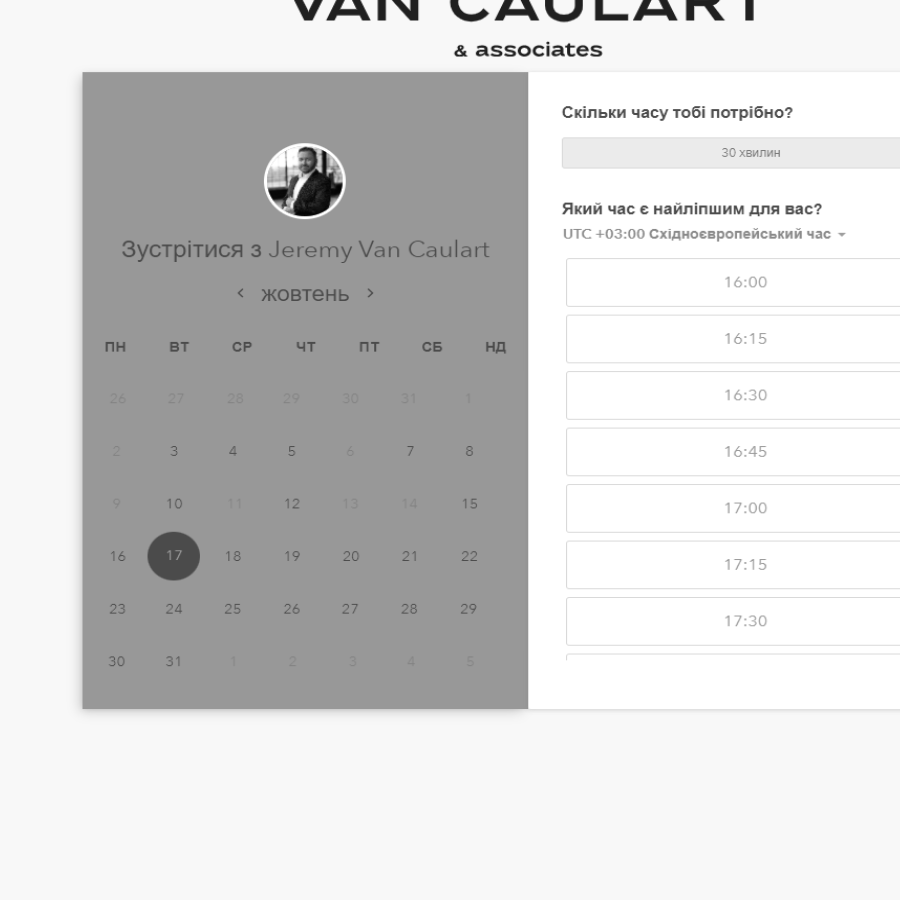 VAN CAULART
& associates
Зустрітися з Jeremy Van Caulart
жовтень
ПН ВТ СР ЧТ ПТ СБ НД
26 27 28 29 30 31 1
2 3 4 5 6 7 8
9 10 11 12 13 14 15
16 17 18 19 20 21 22
23 24 25 26 27 28 29
30 31 1 2 3 4 5
Скільки часу тобі потрібно?
30 хвилин
Який час є найліпшим для вас?
UTC +03:00 Східноєвропейський час
16:00
16:15
16:30
16:45
17:00
17:15
17:30